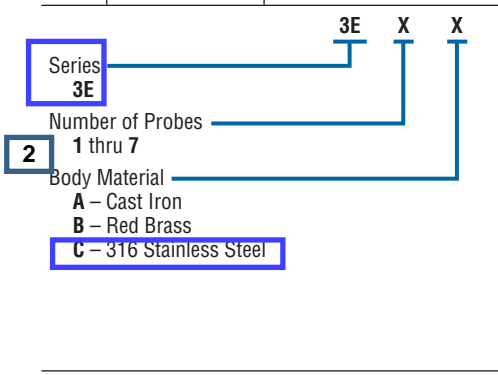 3E X X
Series
3E
Number of Probes
2
1 thru 7
Body Material
A – Cast Iron
B – Red Brass
C – 316 Stainless Steel